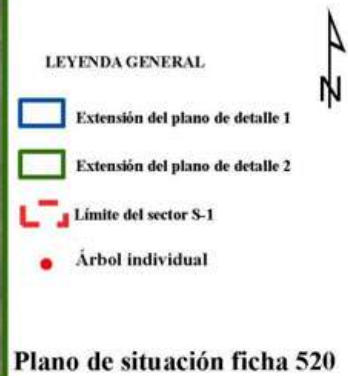 N
LEYENDA GENERAL
Extensión del plano de detalle 1
Extensión del plano de detalle 2
Límite del sector S-1
Árbol individual
Plano de situación ficha 520